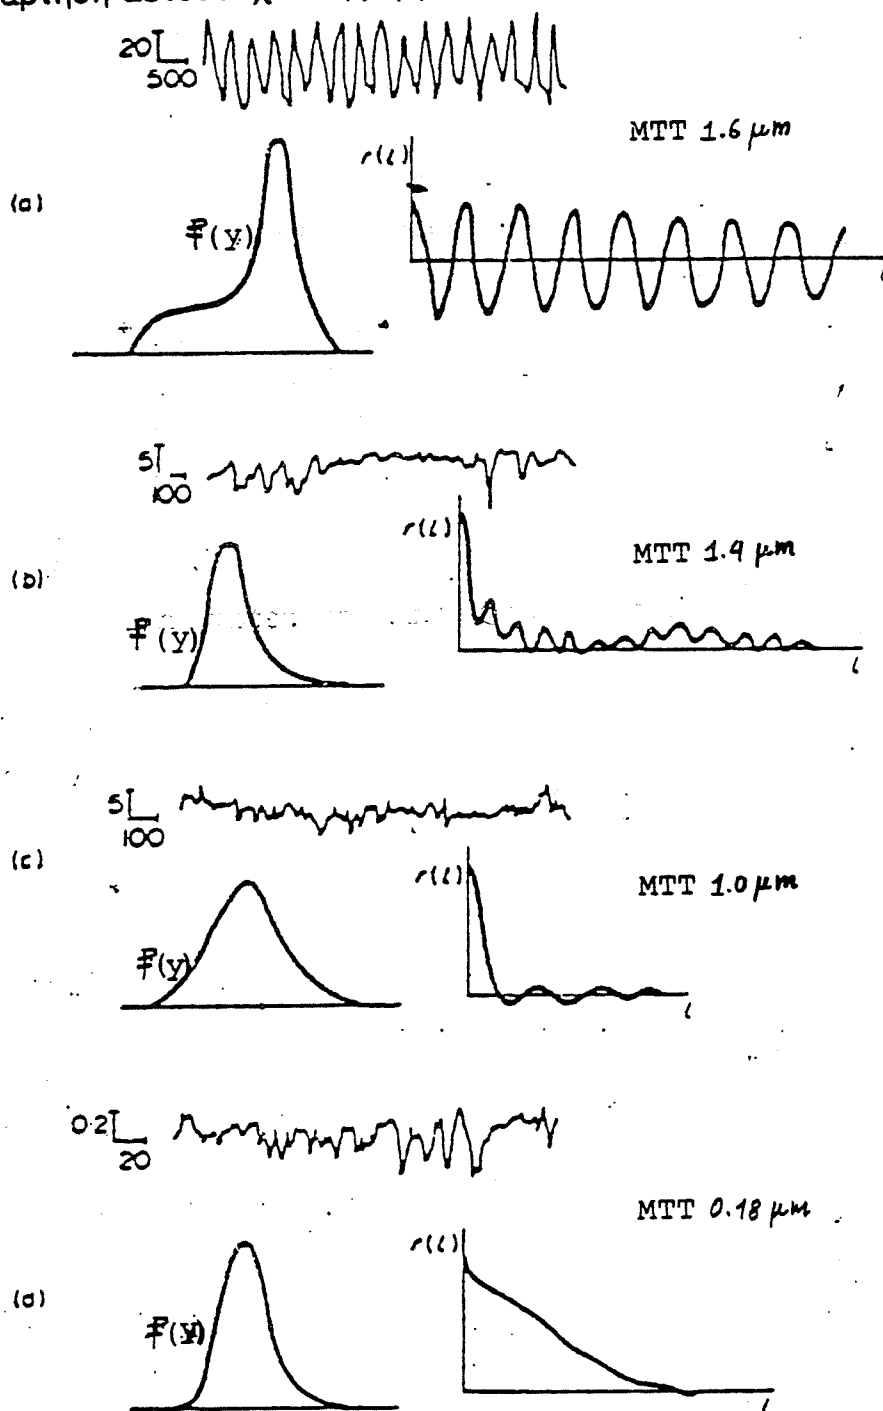 20
500
MTT 1.6 μm
r(l)
(a)
F(y)
l
5
100
r(l)
MTT 1.4 μm
(b)
F(y)
l
5
100
r(l)
(c)
MTT 1.0 μm
F(y)
l
0.2
20
MTT 0.18 μm
r(l)
(d)
F(y)
l